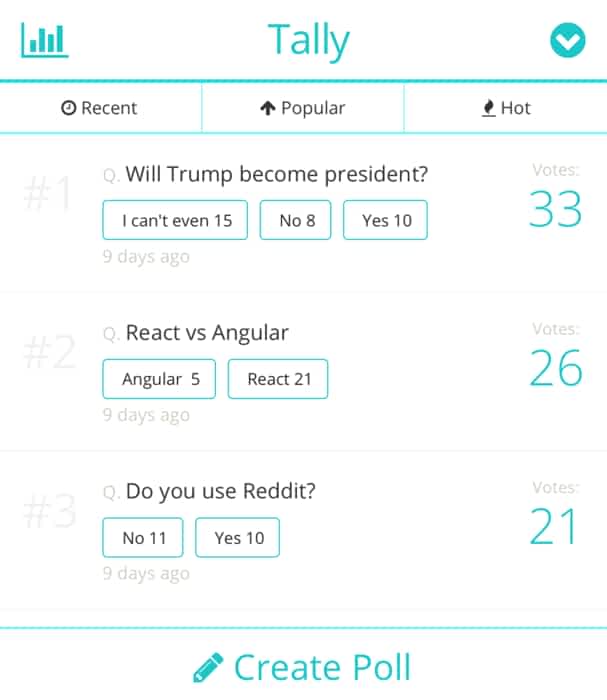 Tally
Recent
Popular
Hot
#1
Q. Will Trump become president?
I can't even 15
No 8
Yes 10
9 days ago
Votes:
33
#2
Q. React vs Angular
Angular 5
React 21
9 days ago
Votes:
26
#3
Q. Do you use Reddit?
No 11
Yes 10
9 days ago
Votes:
21
Create Poll